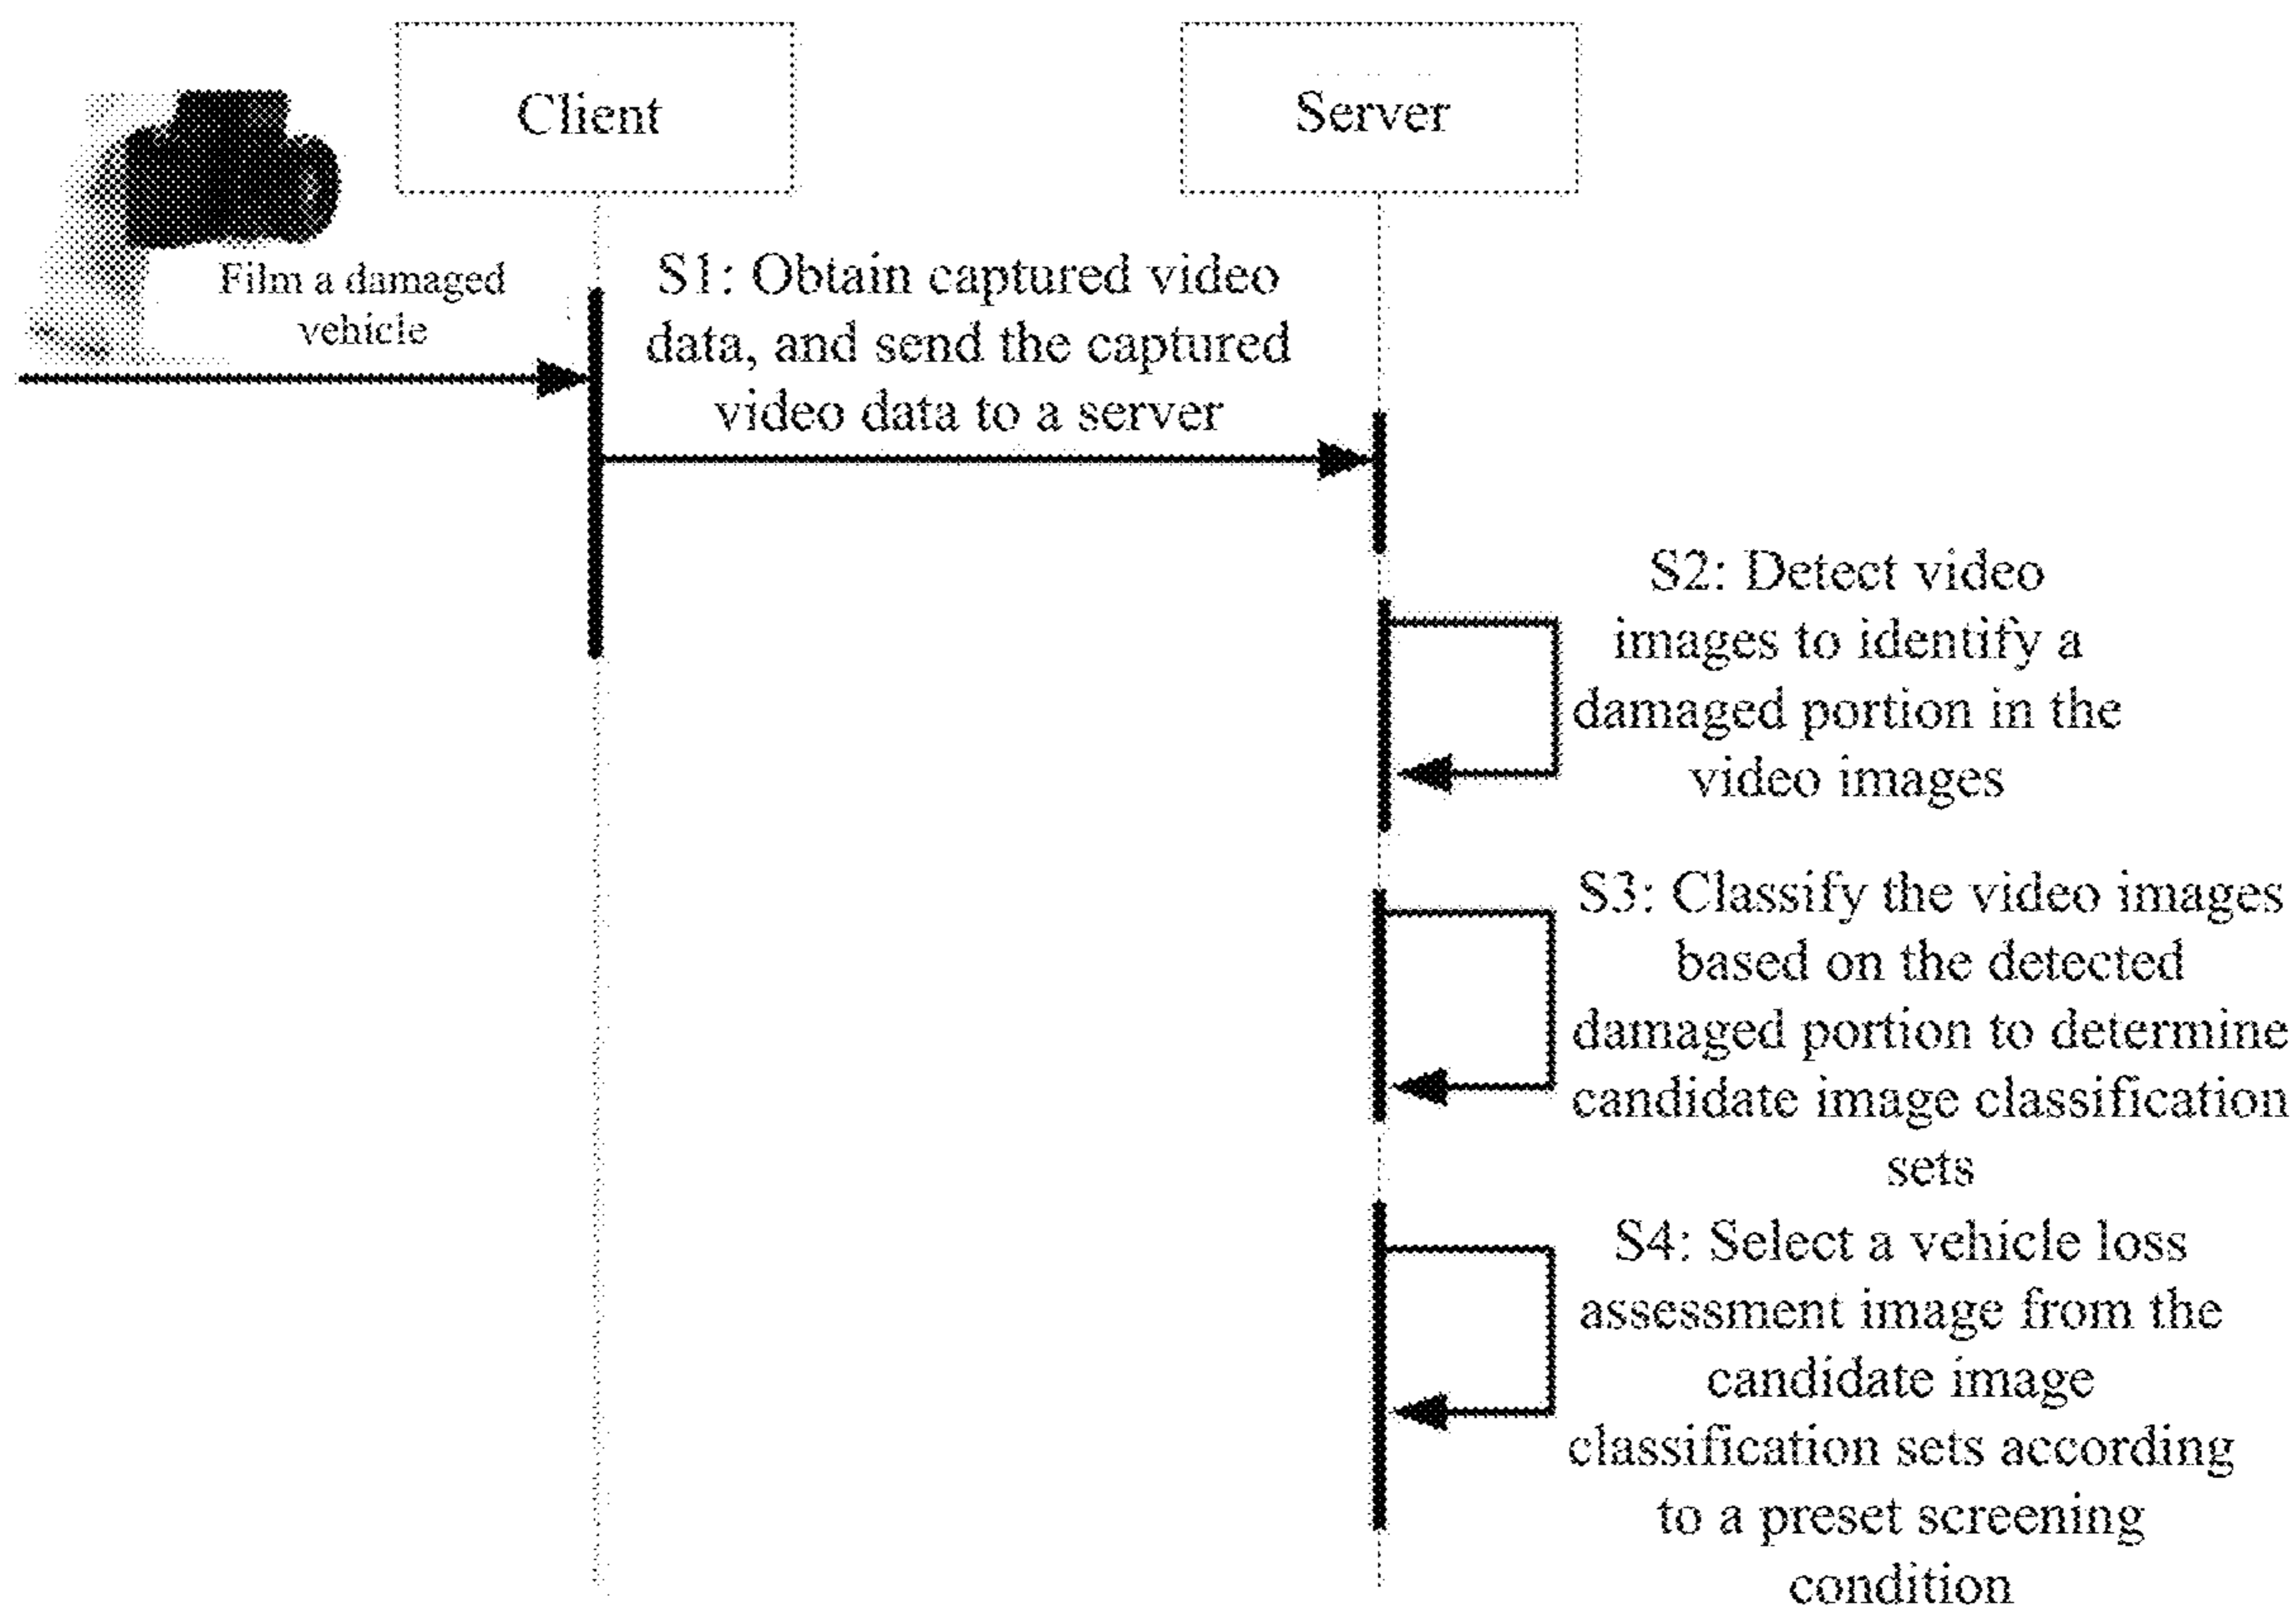 Client
Server
Film a damaged
vehicle
S1: Obtain captured video
data, and send the captured
video data to a server
S2: Detect video
images to identify a
damaged portion in the
video images
S3: Classify the video images
based on the detected
damaged portion to determine
candidate image classification
sets
S4: Select a vehicle loss
assessment image from the
candidate image
classification sets according
to a preset screening
condition